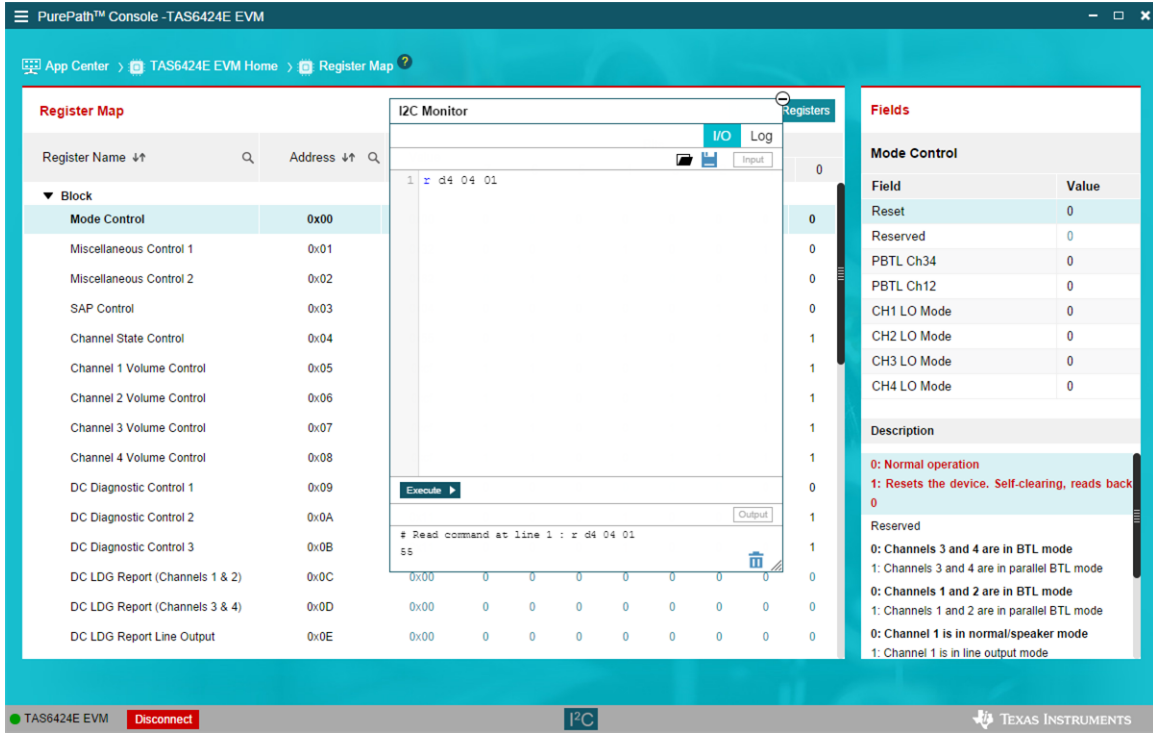 PurePath™ Console -TAS6424E EVM
App Center > TAS6424E EVM Home > Register Map ?
Register Map
Registers
Register Name Address 0
Block
Mode Control 0x00 0
Miscellaneous Control 1 0x01 0
Miscellaneous Control 2 0x02 0
SAP Control 0x03 0
Channel State Control 0x04 1
Channel 1 Volume Control 0x05 1
Channel 2 Volume Control 0x06 1
Channel 3 Volume Control 0x07 1
Channel 4 Volume Control 0x08 1
DC Diagnostic Control 1 0x09 0
DC Diagnostic Control 2 0x0A 1
DC Diagnostic Control 3 0x0B 1
DC LDG Report (Channels 1 & 2) 0x0C 0x00 0 0 0 0 0 0 0 0
DC LDG Report (Channels 3 & 4) 0x0D 0x00 0 0 0 0 0 0 0 0
DC LDG Report Line Output 0x0E 0x00 0 0 0 0 0 0 0 0
I2C Monitor
I/O Log
Input
1 r d4 04 01
Execute
Output
# Read command at line 1 : r d4 04 01
55
Fields
Mode Control
Field Value
Reset 0
Reserved 0
PBTL Ch34 0
PBTL Ch12 0
CH1 LO Mode 0
CH2 LO Mode 0
CH3 LO Mode 0
CH4 LO Mode 0
Description
0: Normal operation
1: Resets the device. Self-clearing, reads back
0
Reserved
0: Channels 3 and 4 are in BTL mode
1: Channels 3 and 4 are in parallel BTL mode
0: Channels 1 and 2 are in BTL mode
1: Channels 1 and 2 are in parallel BTL mode
0: Channel 1 is in normal/speaker mode
1: Channel 1 is in line output mode
TAS6424E EVM Disconnect I²C TEXAS INSTRUMENTS